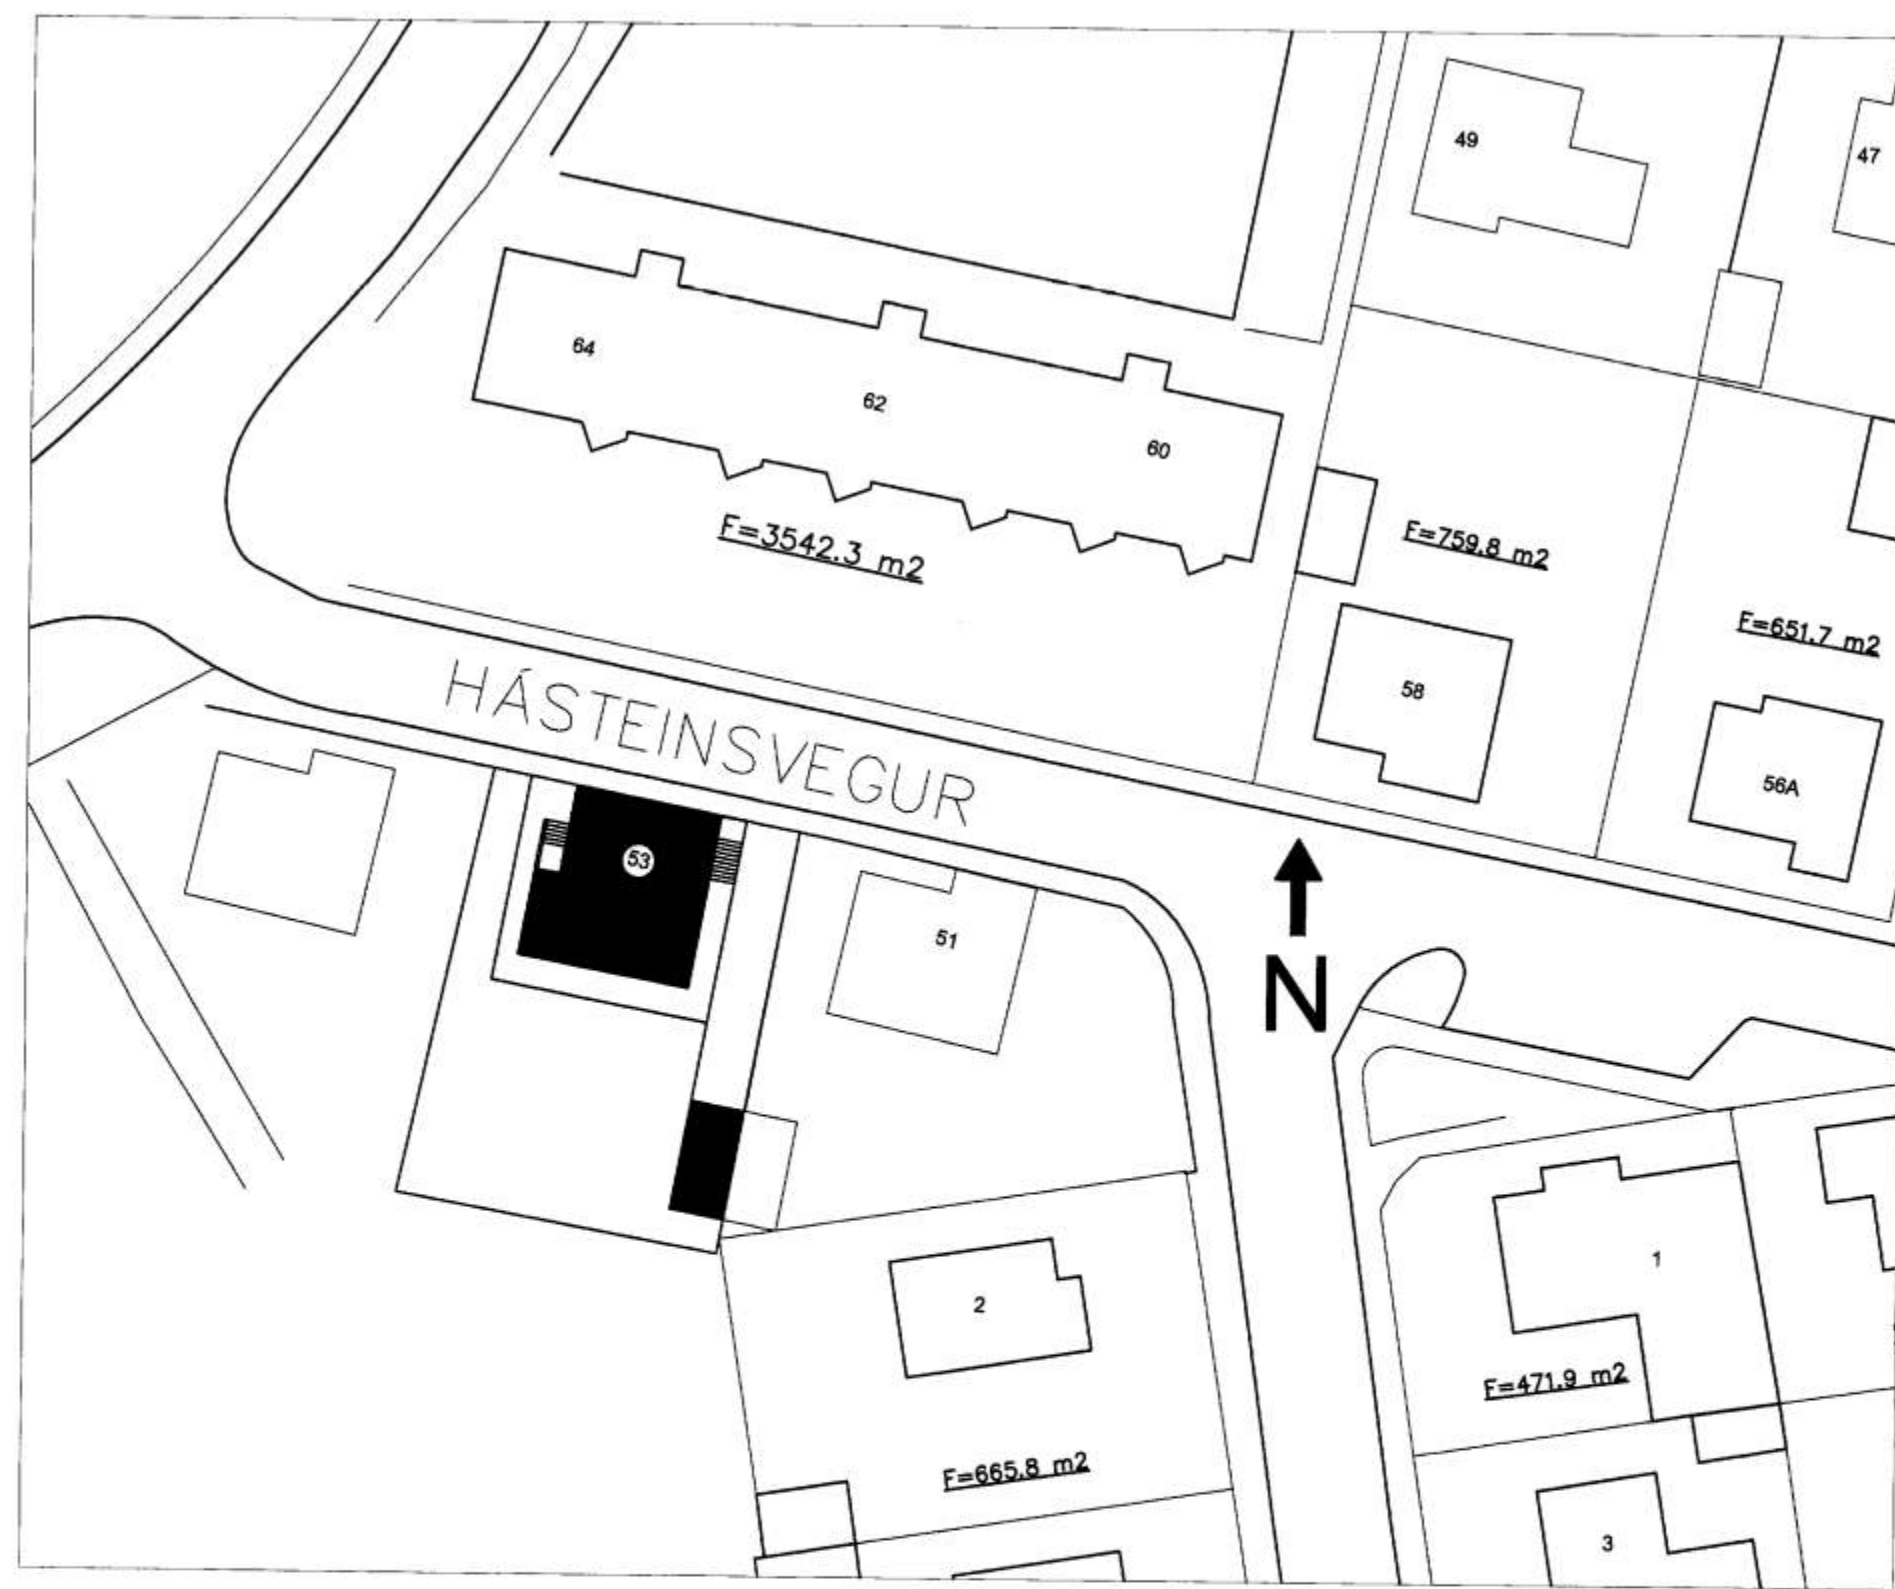 49
47
64
62
60
F=3542.3 m2
F=759.8 m2
F=651.7 m2
58
56A
HÁSTEINSVEGUR
53
51
N
2
1
F=471.9 m2
F=665.8 m2
3